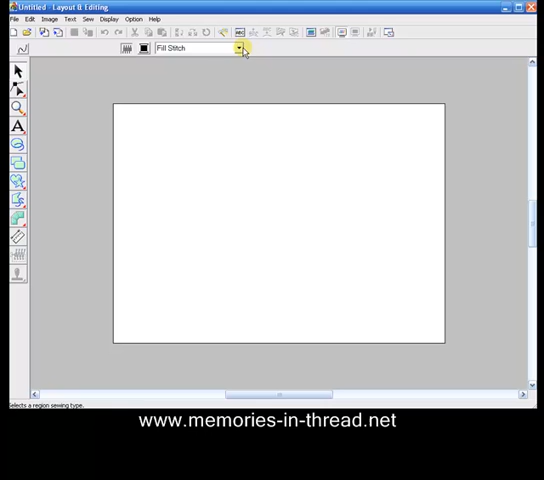 Untitled - Layout & Editing
File Edit Image Text Sew Display Option Help
ABC
Fill Stitch
A
Selects a region sewing type.
www.memories-in-thread.net